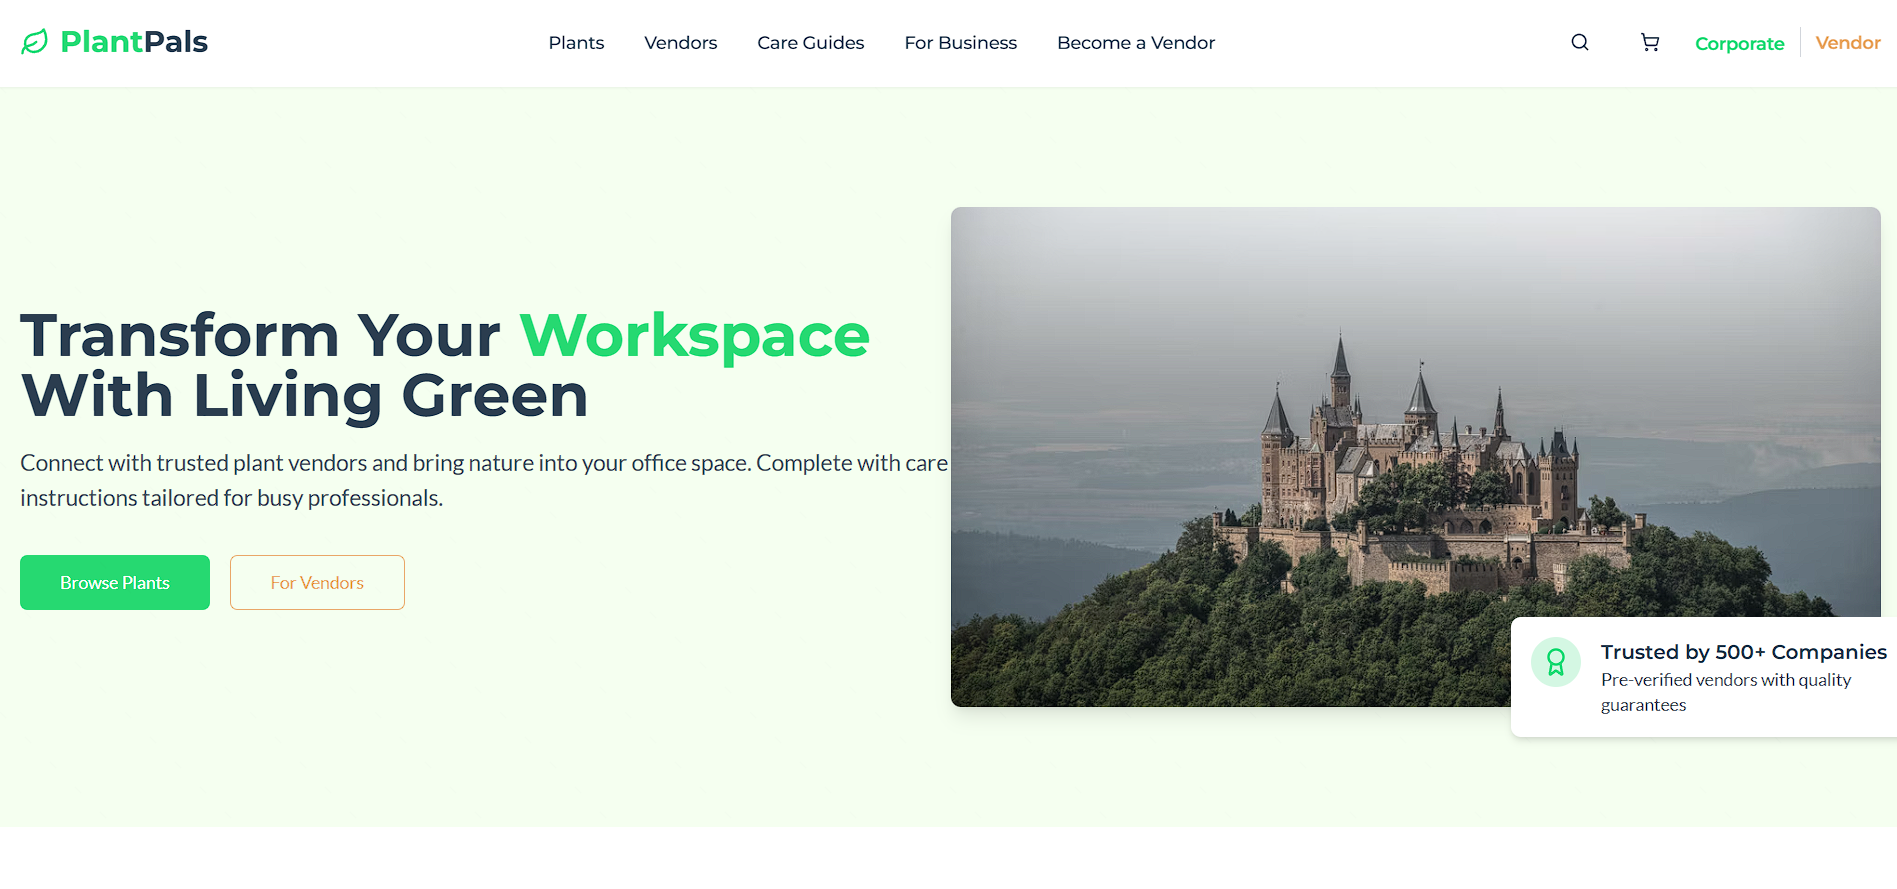 PlantPals
Plants
Vendors
Care Guides
For Business
Become a Vendor
Corporate
Vendor
Transform Your Workspace
With Living Green
Connect with trusted plant vendors and bring nature into your office space. Complete with care
instructions tailored for busy professionals.
Browse Plants
For Vendors
Trusted by 500+ Companies
Pre-verified vendors with quality
guarantees